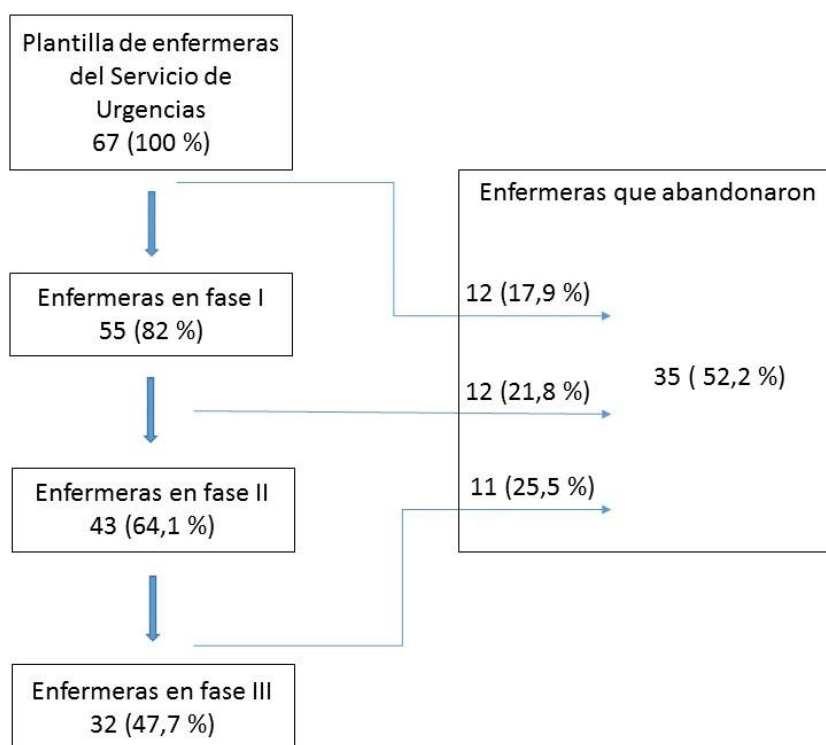 Plantilla de enfermeras
del Servicio de
Urgencias
67 (100 %)
Enfermeras que abandonaron
Enfermeras en fase I
55 (82 %)
12 (17,9 %)
35 ( 52,2 %)
12 (21,8 %)
Enfermeras en fase II
43 (64,1 %)
11 (25,5 %)
Enfermeras en fase III
32 (47,7 %)